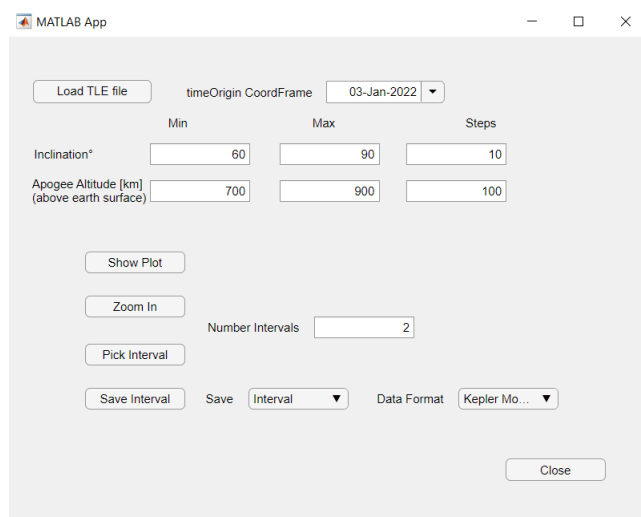 MATLAB App
Load TLE file timeOrigin CoordFrame 03-Jan-2022
Min Max Steps
Inclination° 60 90 10
Apogee Altitude [km]
(above earth surface) 700 900 100
Show Plot
Zoom In
Number Intervals 2
Pick Interval
Save Interval Save Interval Data Format Kepler Mo...
Close